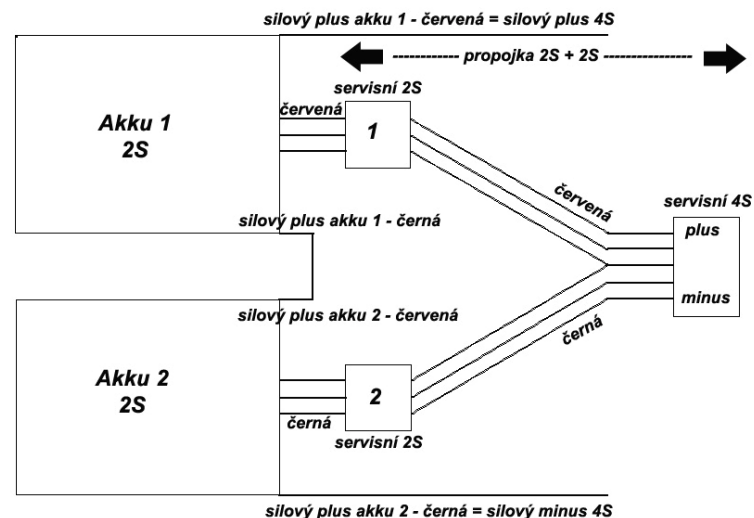 silový plus akku 1 - červená = silový plus 4S
------------ propojka 2S + 2S ---------------
servisní 2S
červená
Akku 1
2S
1
červená
servisní 4S
plus
silový plus akku 1 - černá
minus
silový plus akku 2 - červená
černá
Akku 2
2S
2
černá
servisní 2S
silový plus akku 2 - černá = silový minus 4S